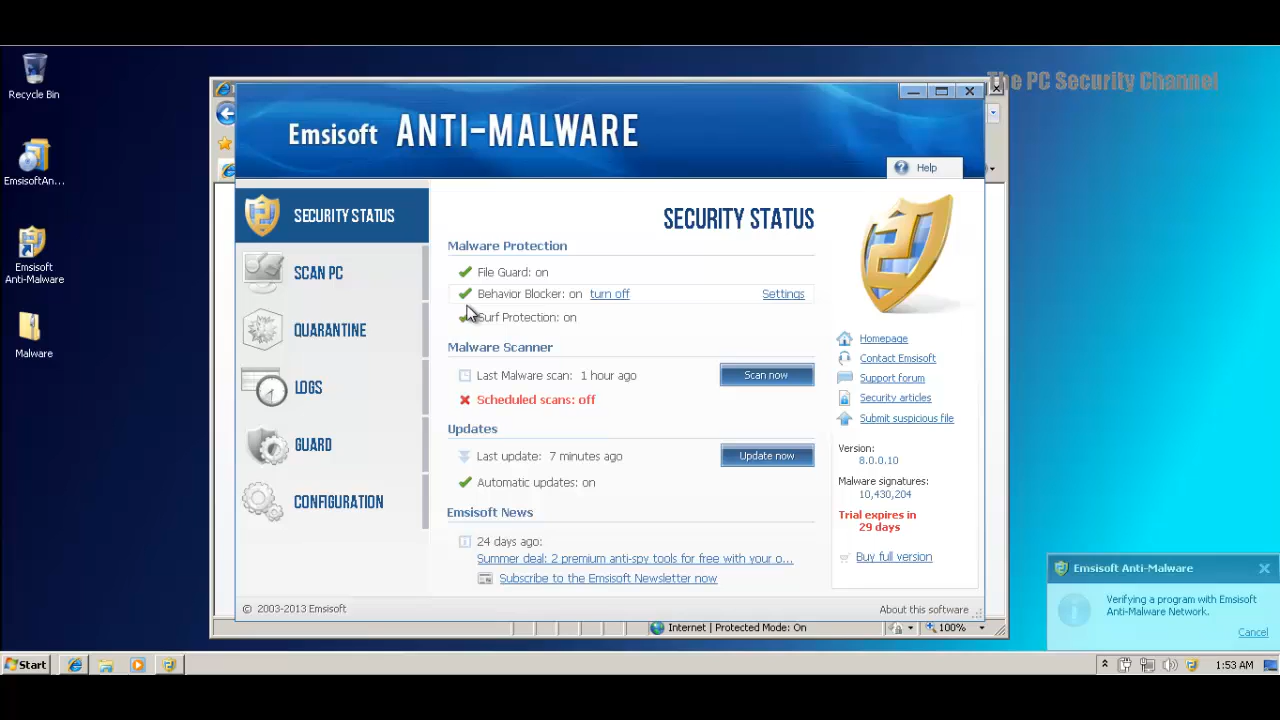 The PC Security Channel
Recycle Bin
EmsisoftAn...
Emsisoft
Anti-Malware
Malware
Emsisoft ANTI-MALWARE
Help
SECURITY STATUS
SCAN PC
QUARANTINE
LOGS
GUARD
CONFIGURATION
SECURITY STATUS
Malware Protection
File Guard: on
Behavior Blocker: on turn off Settings
Surf Protection: on
Malware Scanner
Last Malware scan: 1 hour ago Scan now
Scheduled scans: off
Updates
Last update: 7 minutes ago Update now
Automatic updates: on
Emsisoft News
24 days ago:
Summer deal: 2 premium anti-spy tools for free with your o...
Subscribe to the Emsisoft Newsletter now
Homepage
Contact Emsisoft
Support forum
Security articles
Submit suspicious file
Version:
8.0.0.10
Malware signatures:
10,430,204
Trial expires in
29 days
Buy full version
© 2003-2013 Emsisoft
About this software
Internet | Protected Mode: On
100%
Emsisoft Anti-Malware
Verifying a program with Emsisoft
Anti-Malware Network.
Cancel
Start
1:53 AM